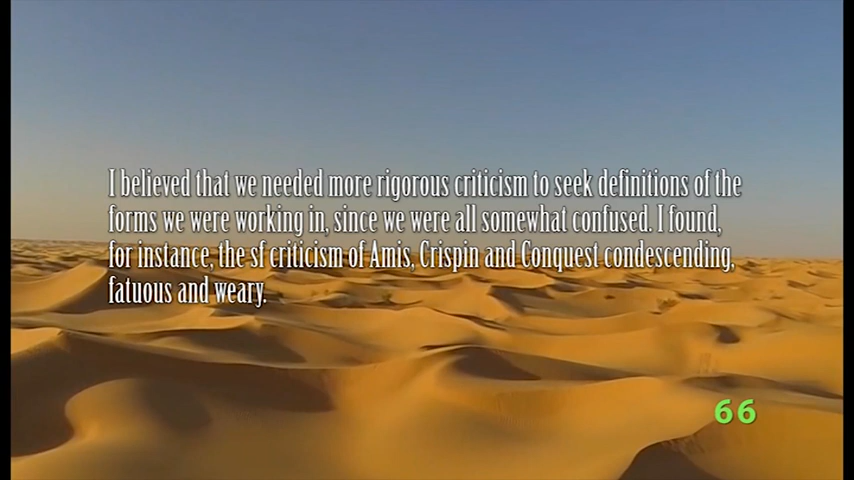 I believed that we needed more rigorous criticism to seek definitions of the
forms we were working in, since we were all somewhat confused. I found,
for instance, the sf criticism of Amis, Crispin and Conquest condescending,
fatuous and weary.
66